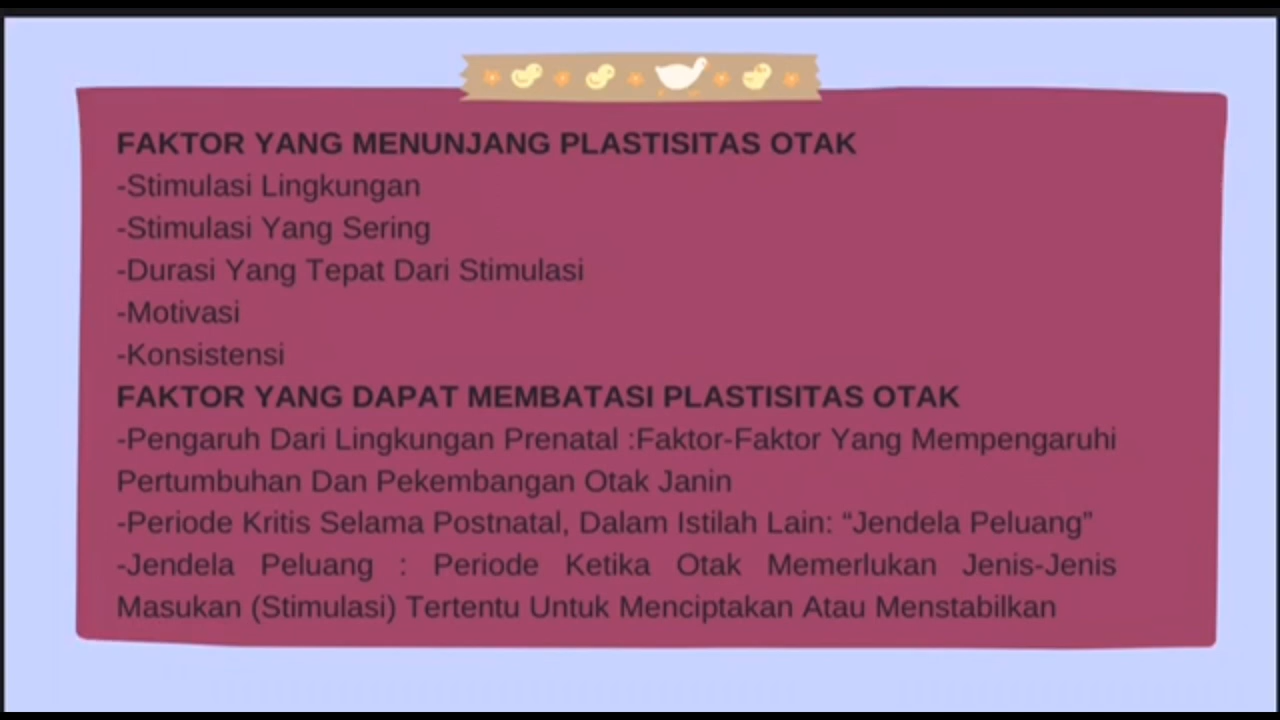 FAKTOR YANG MENUNJANG PLASTISITAS OTAK
-Stimulasi Lingkungan
-Stimulasi Yang Sering
-Durasi Yang Tepat Dari Stimulasi
-Motivasi
-Konsistensi
FAKTOR YANG DAPAT MEMBATASI PLASTISITAS OTAK
-Pengaruh Dari Lingkungan Prenatal :Faktor-Faktor Yang Mempengaruhi
Pertumbuhan Dan Pekembangan Otak Janin
-Periode Kritis Selama Postnatal, Dalam Istilah Lain: “Jendela Peluang”
-Jendela Peluang : Periode Ketika Otak Memerlukan Jenis-Jenis
Masukan (Stimulasi) Tertentu Untuk Menciptakan Atau Menstabilkan